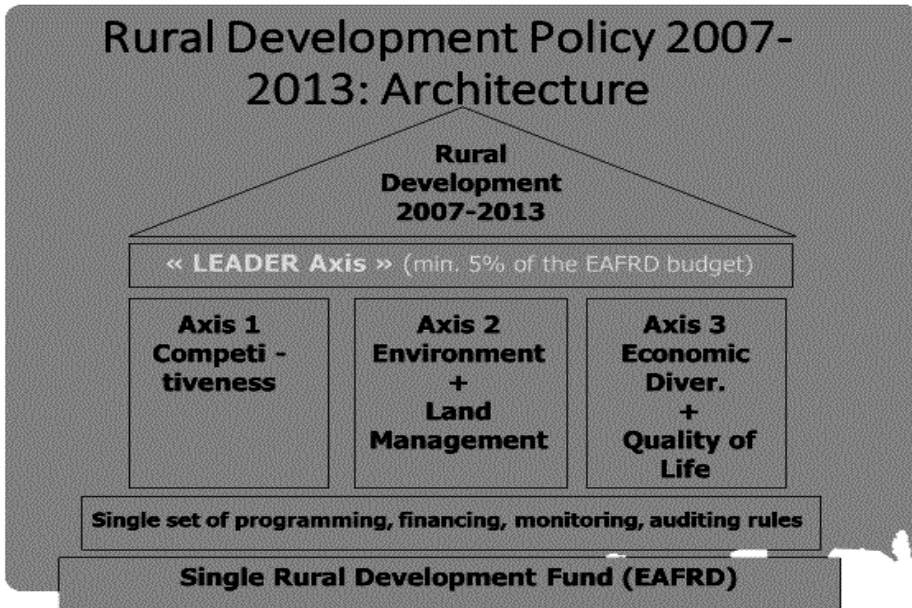 Rural Development Policy 2007-
2013: Architecture
Rural
Development
2007-2013
« LEADER Axis » (min. 5% of the EAFRD budget)
Axis 1
Competi -
tiveness
Axis 2
Environment
+
Land
Management
Axis 3
Economic
Diver.
+
Quality of
Life
Single set of programming, financing, monitoring, auditing rules
Single Rural Development Fund (EAFRD)